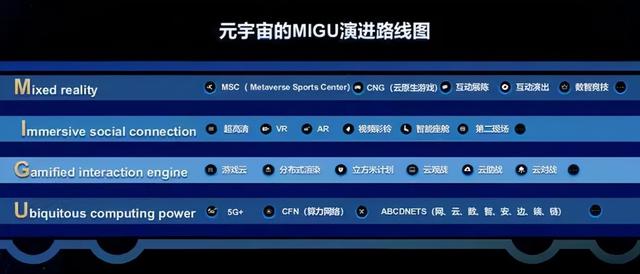 元宇宙的MIGU演进路线图
Mixed reality MSC（Metaverse Sports Center） CNG（云原生游戏） 互动展陈 互动演出 数智竞技
Immersive social connection 超高清 VR AR 视频彩铃 智能座舱 第二现场
Gamified interaction engine 游戏云 分布式渲染 立方米计划 云观战 云助战 云对战
Ubiquitous computing power 5G+ CFN（算力网络） ABCDNETS（网、云、数、智、安、边、端、链）